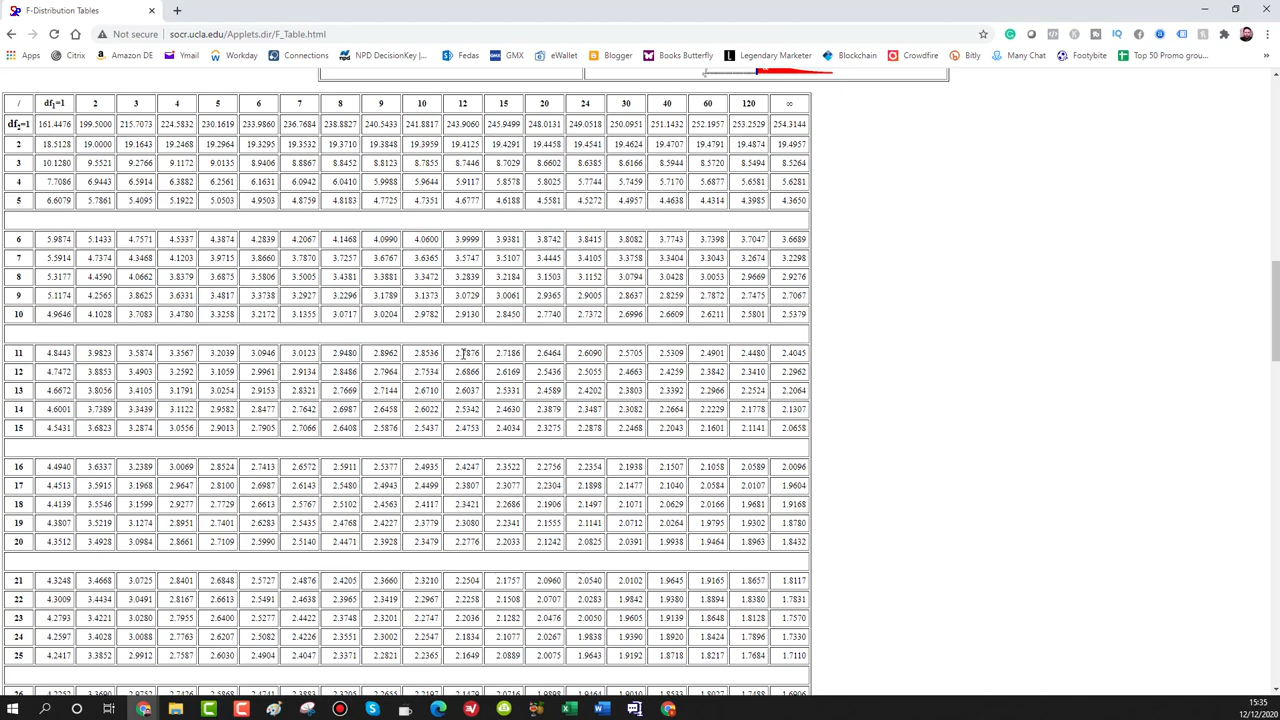 F-Distribution Tables
Not secure socr.ucla.edu/Applets.dir/F_Table.html
Apps Citrix Amazon DE Ymail Workday Connections NPD DecisionKey |... Fedas GMX eWallet Blogger Books Butterfly Legendary Marketer Blockchain Crowdfire Bitly Many Chat Footybite Top 50 Promo grou...
/ df1=1 2 3 4 5 6 7 8 9 10 12 15 20 24 30 40 60 120 ∞
df2=1 161.4476 199.5000 215.7073 224.5832 230.1619 233.9860 236.7684 238.8827 240.5433 241.8817 243.9060 245.9499 248.0131 249.0518 250.0951 251.1432 252.1957 253.2529 254.3144
2 18.5128 19.0000 19.1643 19.2468 19.2964 19.3295 19.3532 19.3710 19.3848 19.3959 19.4125 19.4291 19.4458 19.4541 19.4624 19.4707 19.4791 19.4874 19.4957
3 10.1280 9.5521 9.2766 9.1172 9.0135 8.9406 8.8867 8.8452 8.8123 8.7855 8.7446 8.7029 8.6602 8.6385 8.6166 8.5944 8.5720 8.5494 8.5264
4 7.7086 6.9443 6.5914 6.3882 6.2561 6.1631 6.0942 6.0410 5.9988 5.9644 5.9117 5.8578 5.8025 5.7744 5.7459 5.7170 5.6877 5.6581 5.6281
5 6.6079 5.7861 5.4095 5.1922 5.0503 4.9503 4.8759 4.8183 4.7725 4.7351 4.6777 4.6188 4.5581 4.5272 4.4957 4.4638 4.4314 4.3985 4.3650
6 5.9874 5.1433 4.7571 4.5337 4.3874 4.2839 4.2067 4.1468 4.0990 4.0600 3.9999 3.9381 3.8742 3.8415 3.8082 3.7743 3.7398 3.7047 3.6689
7 5.5914 4.7374 4.3468 4.1203 3.9715 3.8660 3.7870 3.7257 3.6767 3.6365 3.5747 3.5107 3.4445 3.4105 3.3758 3.3404 3.3043 3.2674 3.2298
8 5.3177 4.4590 4.0662 3.8379 3.6875 3.5806 3.5005 3.4381 3.3881 3.3472 3.2839 3.2184 3.1503 3.1152 3.0794 3.0428 3.0053 2.9669 2.9276
9 5.1174 4.2565 3.8625 3.6331 3.4817 3.3738 3.2927 3.2296 3.1789 3.1373 3.0729 3.0061 2.9365 2.9005 2.8637 2.8259 2.7872 2.7475 2.7067
10 4.9646 4.1028 3.7083 3.4780 3.3258 3.2172 3.1355 3.0717 3.0204 2.9782 2.9130 2.8450 2.7740 2.7372 2.6996 2.6609 2.6211 2.5801 2.5379
11 4.8443 3.9823 3.5874 3.3567 3.2039 3.0946 3.0123 2.9480 2.8962 2.8536 2.7876 2.7186 2.6464 2.6090 2.5705 2.5309 2.4901 2.4480 2.4045
12 4.7472 3.8853 3.4903 3.2592 3.1059 2.9961 2.9134 2.8486 2.7964 2.7534 2.6866 2.6169 2.5436 2.5055 2.4663 2.4259 2.3842 2.3410 2.2962
13 4.6672 3.8056 3.4105 3.1791 3.0254 2.9153 2.8321 2.7669 2.7144 2.6710 2.6037 2.5331 2.4589 2.4202 2.3803 2.3392 2.2966 2.2524 2.2064
14 4.6001 3.7389 3.3439 3.1122 2.9582 2.8477 2.7642 2.6987 2.6458 2.6022 2.5342 2.4630 2.3879 2.3487 2.3082 2.2664 2.2229 2.1778 2.1307
15 4.5431 3.6823 3.2874 3.0556 2.9013 2.7905 2.7066 2.6408 2.5876 2.5437 2.4753 2.4034 2.3275 2.2878 2.2468 2.2043 2.1601 2.1141 2.0658
16 4.4940 3.6337 3.2389 3.0069 2.8524 2.7413 2.6572 2.5911 2.5377 2.4935 2.4247 2.3522 2.2756 2.2354 2.1938 2.1507 2.1058 2.0589 2.0096
17 4.4513 3.5915 3.1968 2.9647 2.8100 2.6987 2.6143 2.5480 2.4943 2.4499 2.3807 2.3077 2.2304 2.1898 2.1477 2.1040 2.0584 2.0107 1.9604
18 4.4139 3.5546 3.1599 2.9277 2.7729 2.6613 2.5767 2.5102 2.4563 2.4117 2.3421 2.2686 2.1906 2.1497 2.1071 2.0629 2.0166 1.9681 1.9168
19 4.3807 3.5219 3.1274 2.8951 2.7401 2.6283 2.5435 2.4768 2.4227 2.3779 2.3080 2.2341 2.1555 2.1141 2.0712 2.0264 1.9795 1.9302 1.8780
20 4.3512 3.4928 3.0984 2.8661 2.7109 2.5990 2.5140 2.4471 2.3928 2.3479 2.2776 2.2033 2.1242 2.0825 2.0391 1.9938 1.9464 1.8963 1.8432
21 4.3248 3.4668 3.0725 2.8401 2.6848 2.5727 2.4876 2.4205 2.3660 2.3210 2.2504 2.1757 2.0960 2.0540 2.0102 1.9645 1.9165 1.8657 1.8117
22 4.3009 3.4434 3.0491 2.8167 2.6613 2.5491 2.4638 2.3965 2.3419 2.2967 2.2258 2.1508 2.0707 2.0283 1.9842 1.9380 1.8894 1.8380 1.7831
23 4.2793 3.4221 3.0280 2.7955 2.6400 2.5277 2.4422 2.3748 2.3201 2.2747 2.2036 2.1282 2.0476 2.0050 1.9605 1.9139 1.8648 1.8128 1.7570
24 4.2597 3.4028 3.0088 2.7763 2.6207 2.5082 2.4226 2.3551 2.3002 2.2547 2.1834 2.1077 2.0267 1.9838 1.9390 1.8920 1.8424 1.7896 1.7330
25 4.2417 3.3852 2.9912 2.7587 2.6030 2.4904 2.4047 2.3371 2.2821 2.2365 2.1649 2.0889 2.0075 1.9643 1.9192 1.8718 1.8217 1.7684 1.7110
15:35
12/12/2020